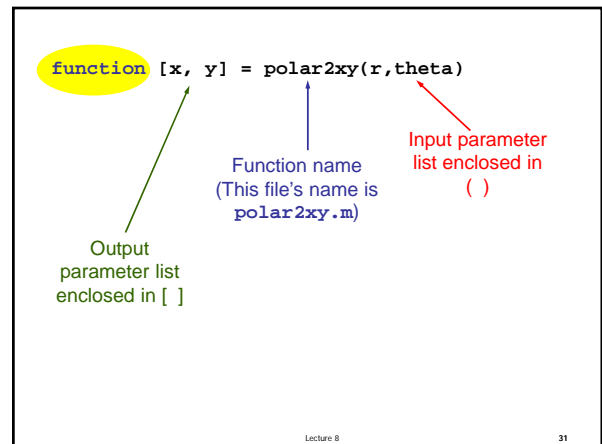 function [x, y] = polar2xy(r,theta)
Input parameter
list enclosed in
( )
Function name
(This file's name is
polar2xy.m)
Output
parameter list
enclosed in [ ]
Lecture 8
31